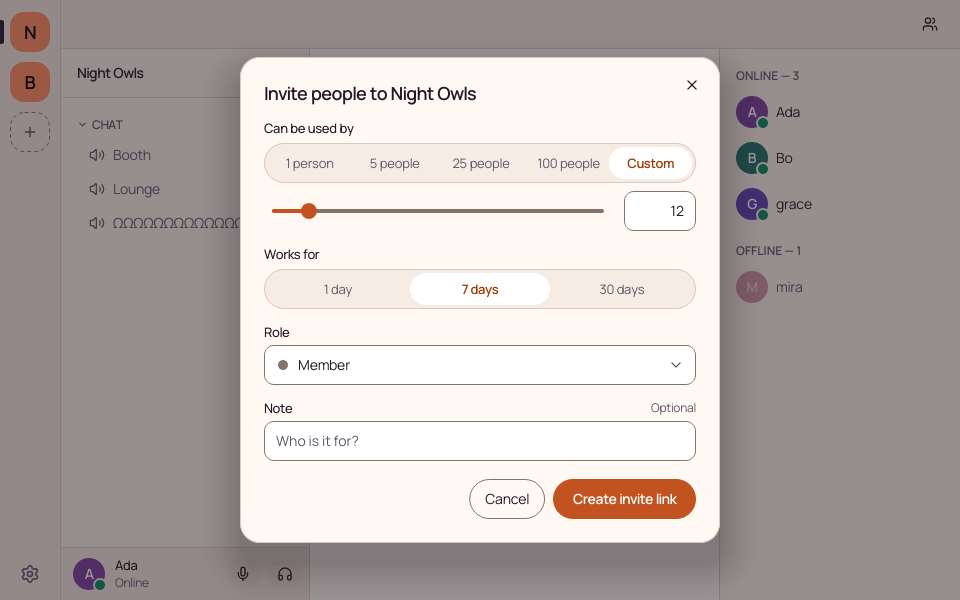 N
B
Night Owls
CHAT
Booth
Lounge
Ada
Online
Invite people to Night Owls
Can be used by
1 person
5 people
25 people
100 people
Custom
12
Works for
1 day
7 days
30 days
Role
Member
Note
Optional
Who is it for?
Cancel
Create invite link
ONLINE — 3
A
Ada
B
Bo
G
grace
OFFLINE — 1
M
mira
A